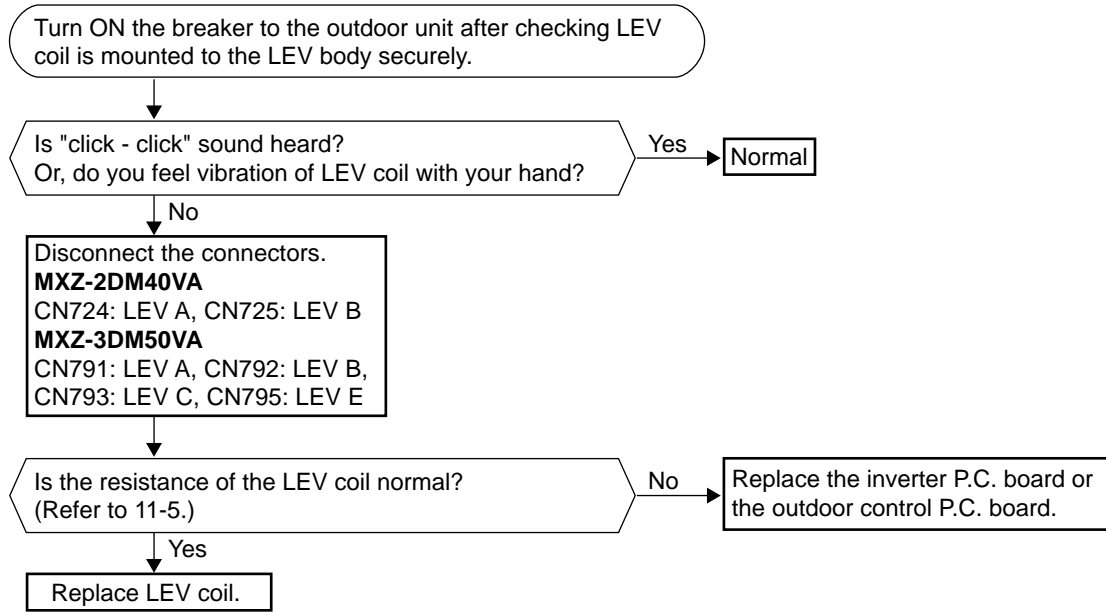 Turn ON the breaker to the outdoor unit after checking LEV
coil is mounted to the LEV body securely.
Is "click - click" sound heard?
Or, do you feel vibration of LEV coil with your hand?
Yes
Normal
No
Disconnect the connectors.
MXZ-2DM40VA
CN724: LEV A, CN725: LEV B
MXZ-3DM50VA
CN791: LEV A, CN792: LEV B,
CN793: LEV C, CN795: LEV E
Is the resistance of the LEV coil normal?
(Refer to 11-5.)
No
Replace the inverter P.C. board or
the outdoor control P.C. board.
Yes
Replace LEV coil.